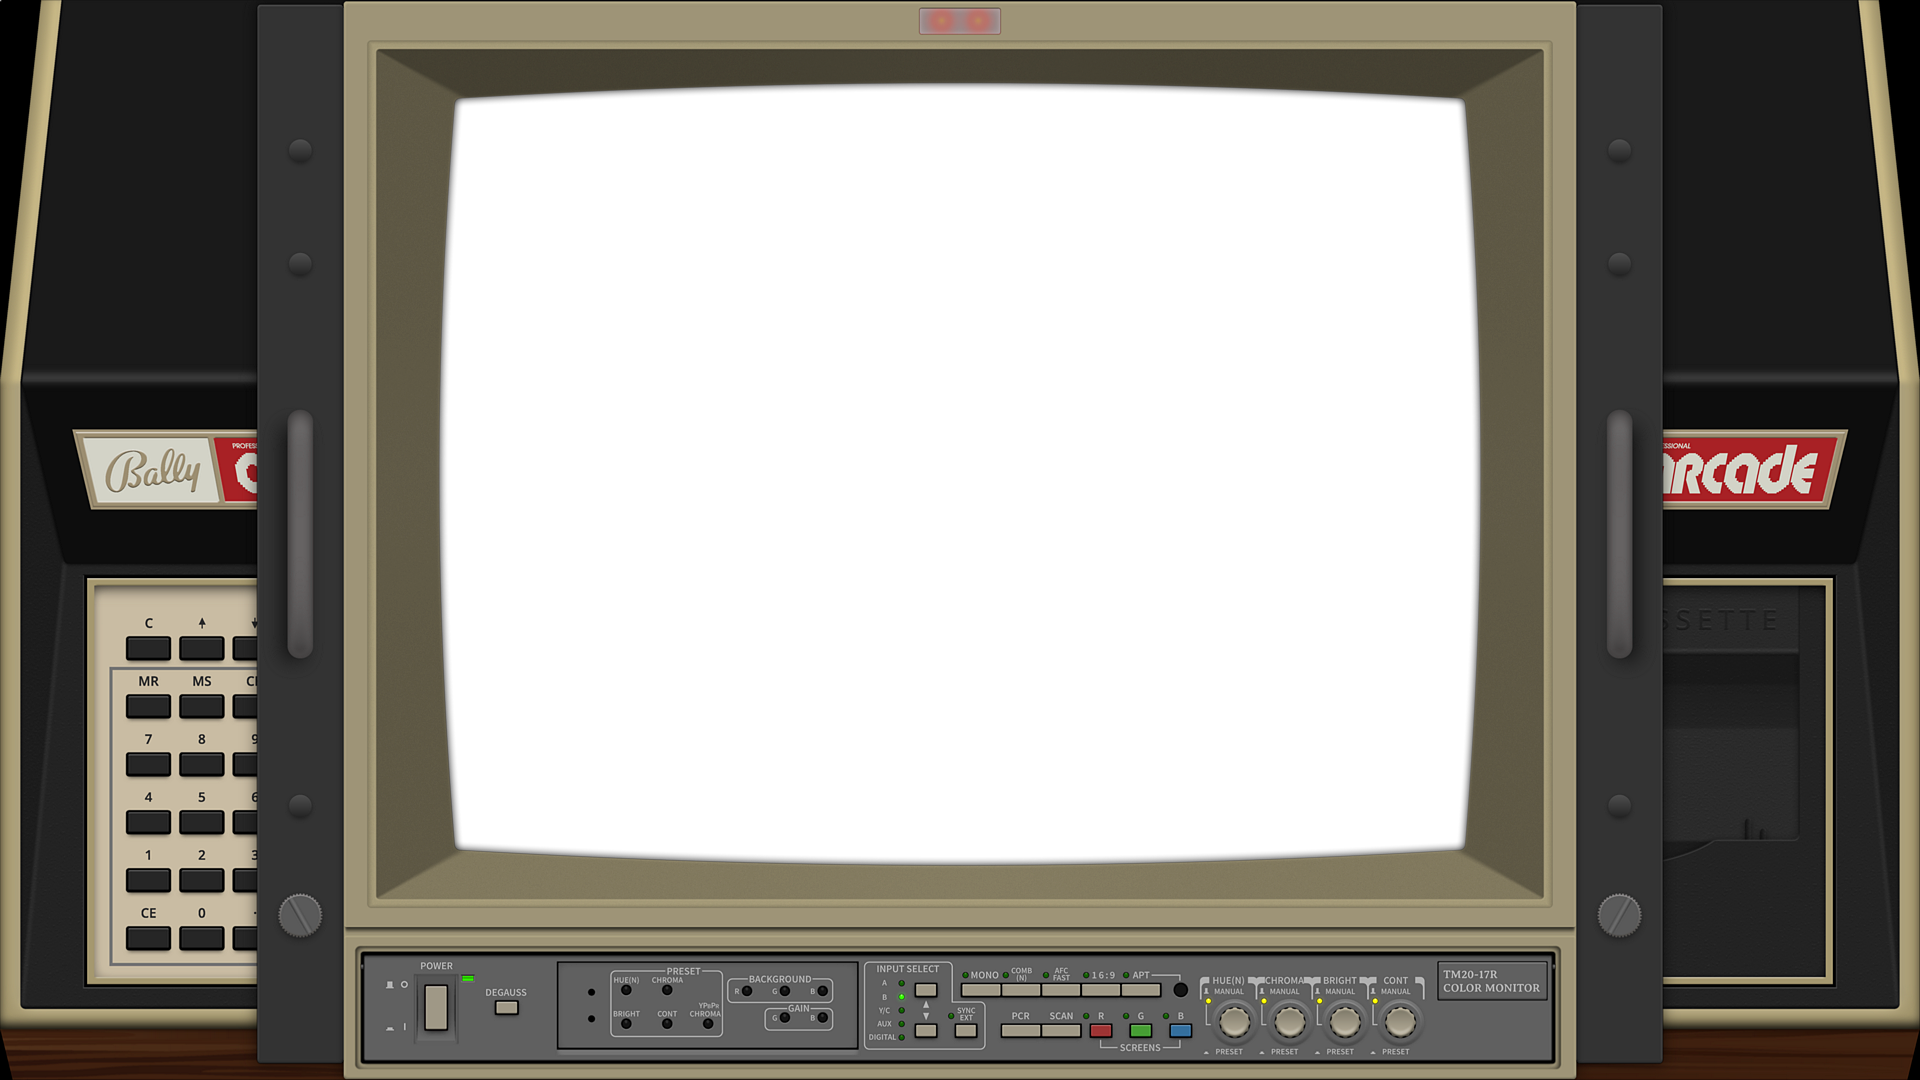 Bally
PROFESS
SSIONAL
ARCADE
C
MR MS
7 8 9
4 5 6
1 2 3
CE 0
SSETTE
POWER
DEGAUSS
PRESET
HUE(N) CHROMA
BRIGHT CONT YPBPR CHROMA
BACKGROUND
R G B
GAIN
G B
INPUT SELECT
A
B
Y/C
AUX
DIGITAL
SYNC
EXT
MONO COMB (N) AFC FAST 16:9 APT
PCR SCAN R G B
SCREENS
HUE(N) CHROMA BRIGHT CONT
MANUAL MANUAL MANUAL MANUAL
PRESET PRESET PRESET PRESET
TM20-17R
COLOR MONITOR